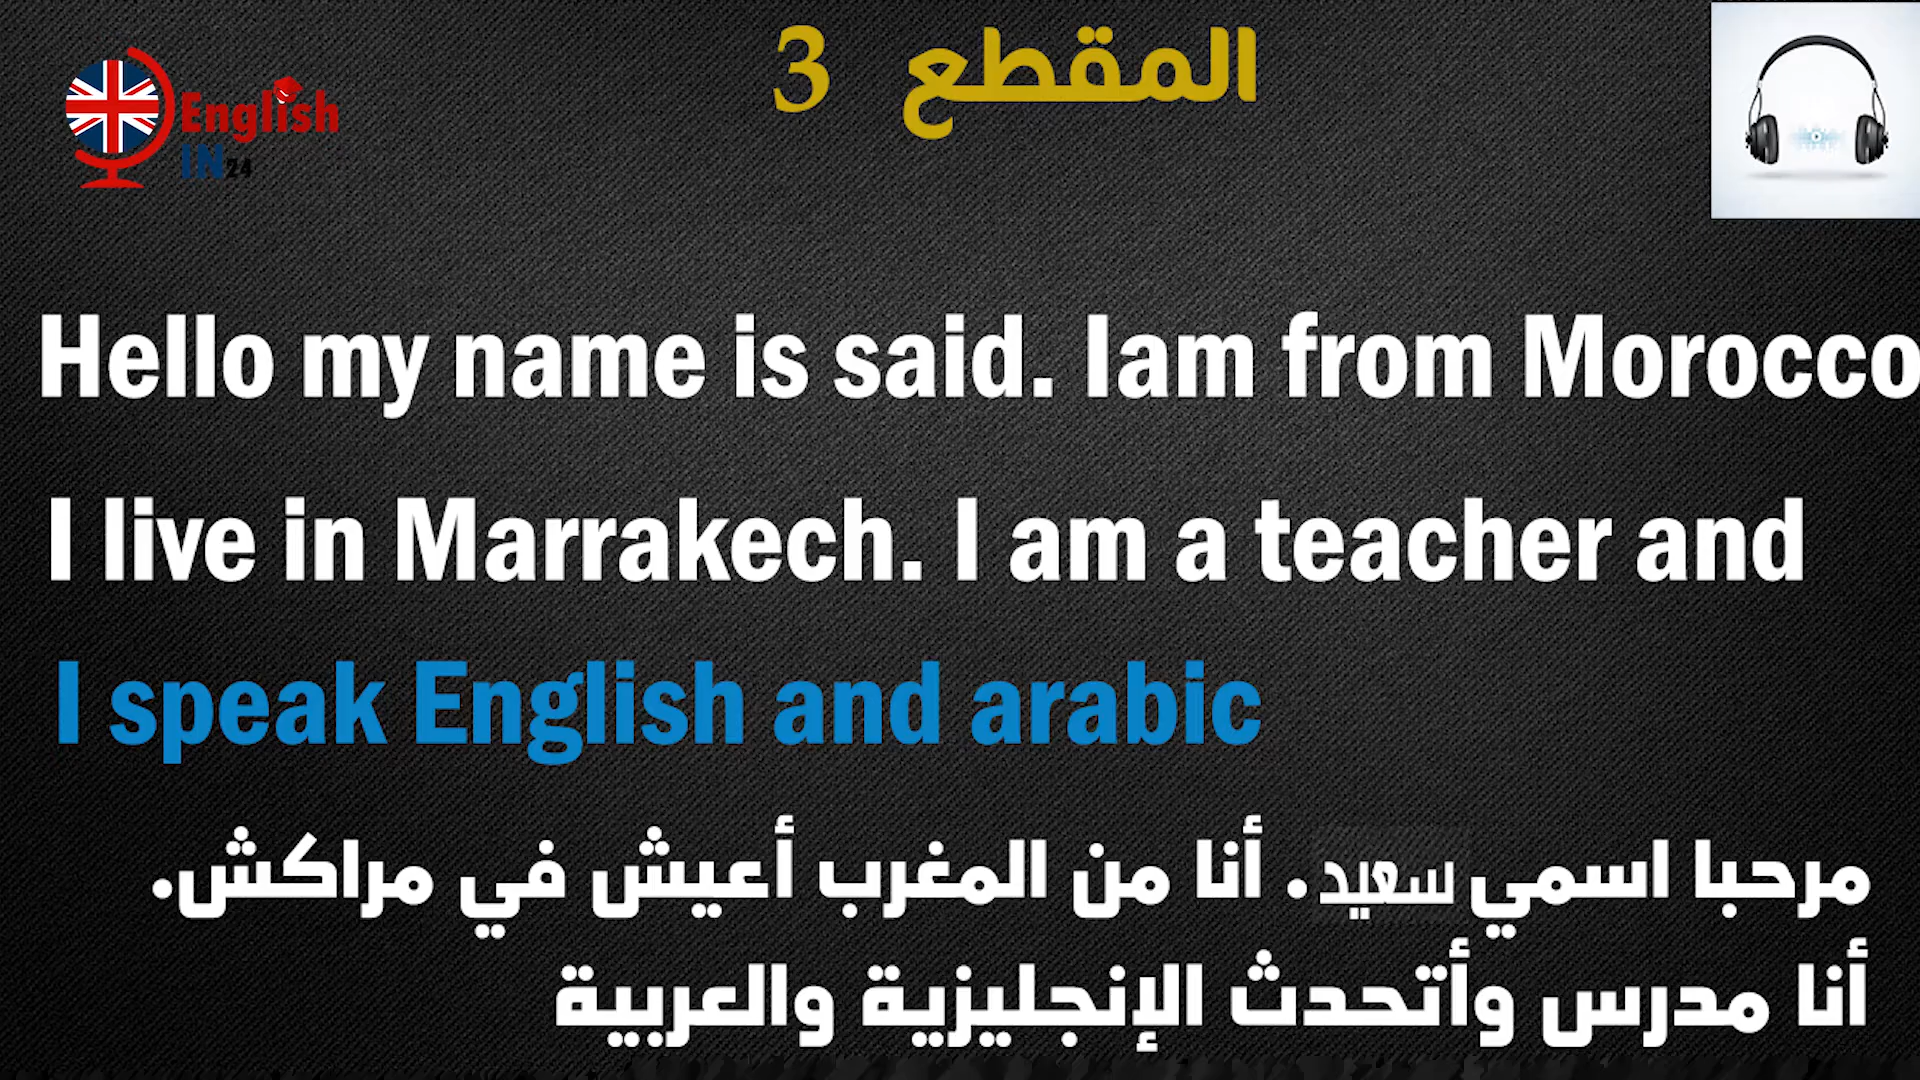 المقطع 3
English
IN24
Hello my name is said. Iam from Morocco
I live in Marrakech. I am a teacher and
I speak English and arabic
مرحبا اسمي سعيد. أنا من المغرب أعيش في مراكش.
أنا مدرس وأتحدث الإنجليزية والعربية